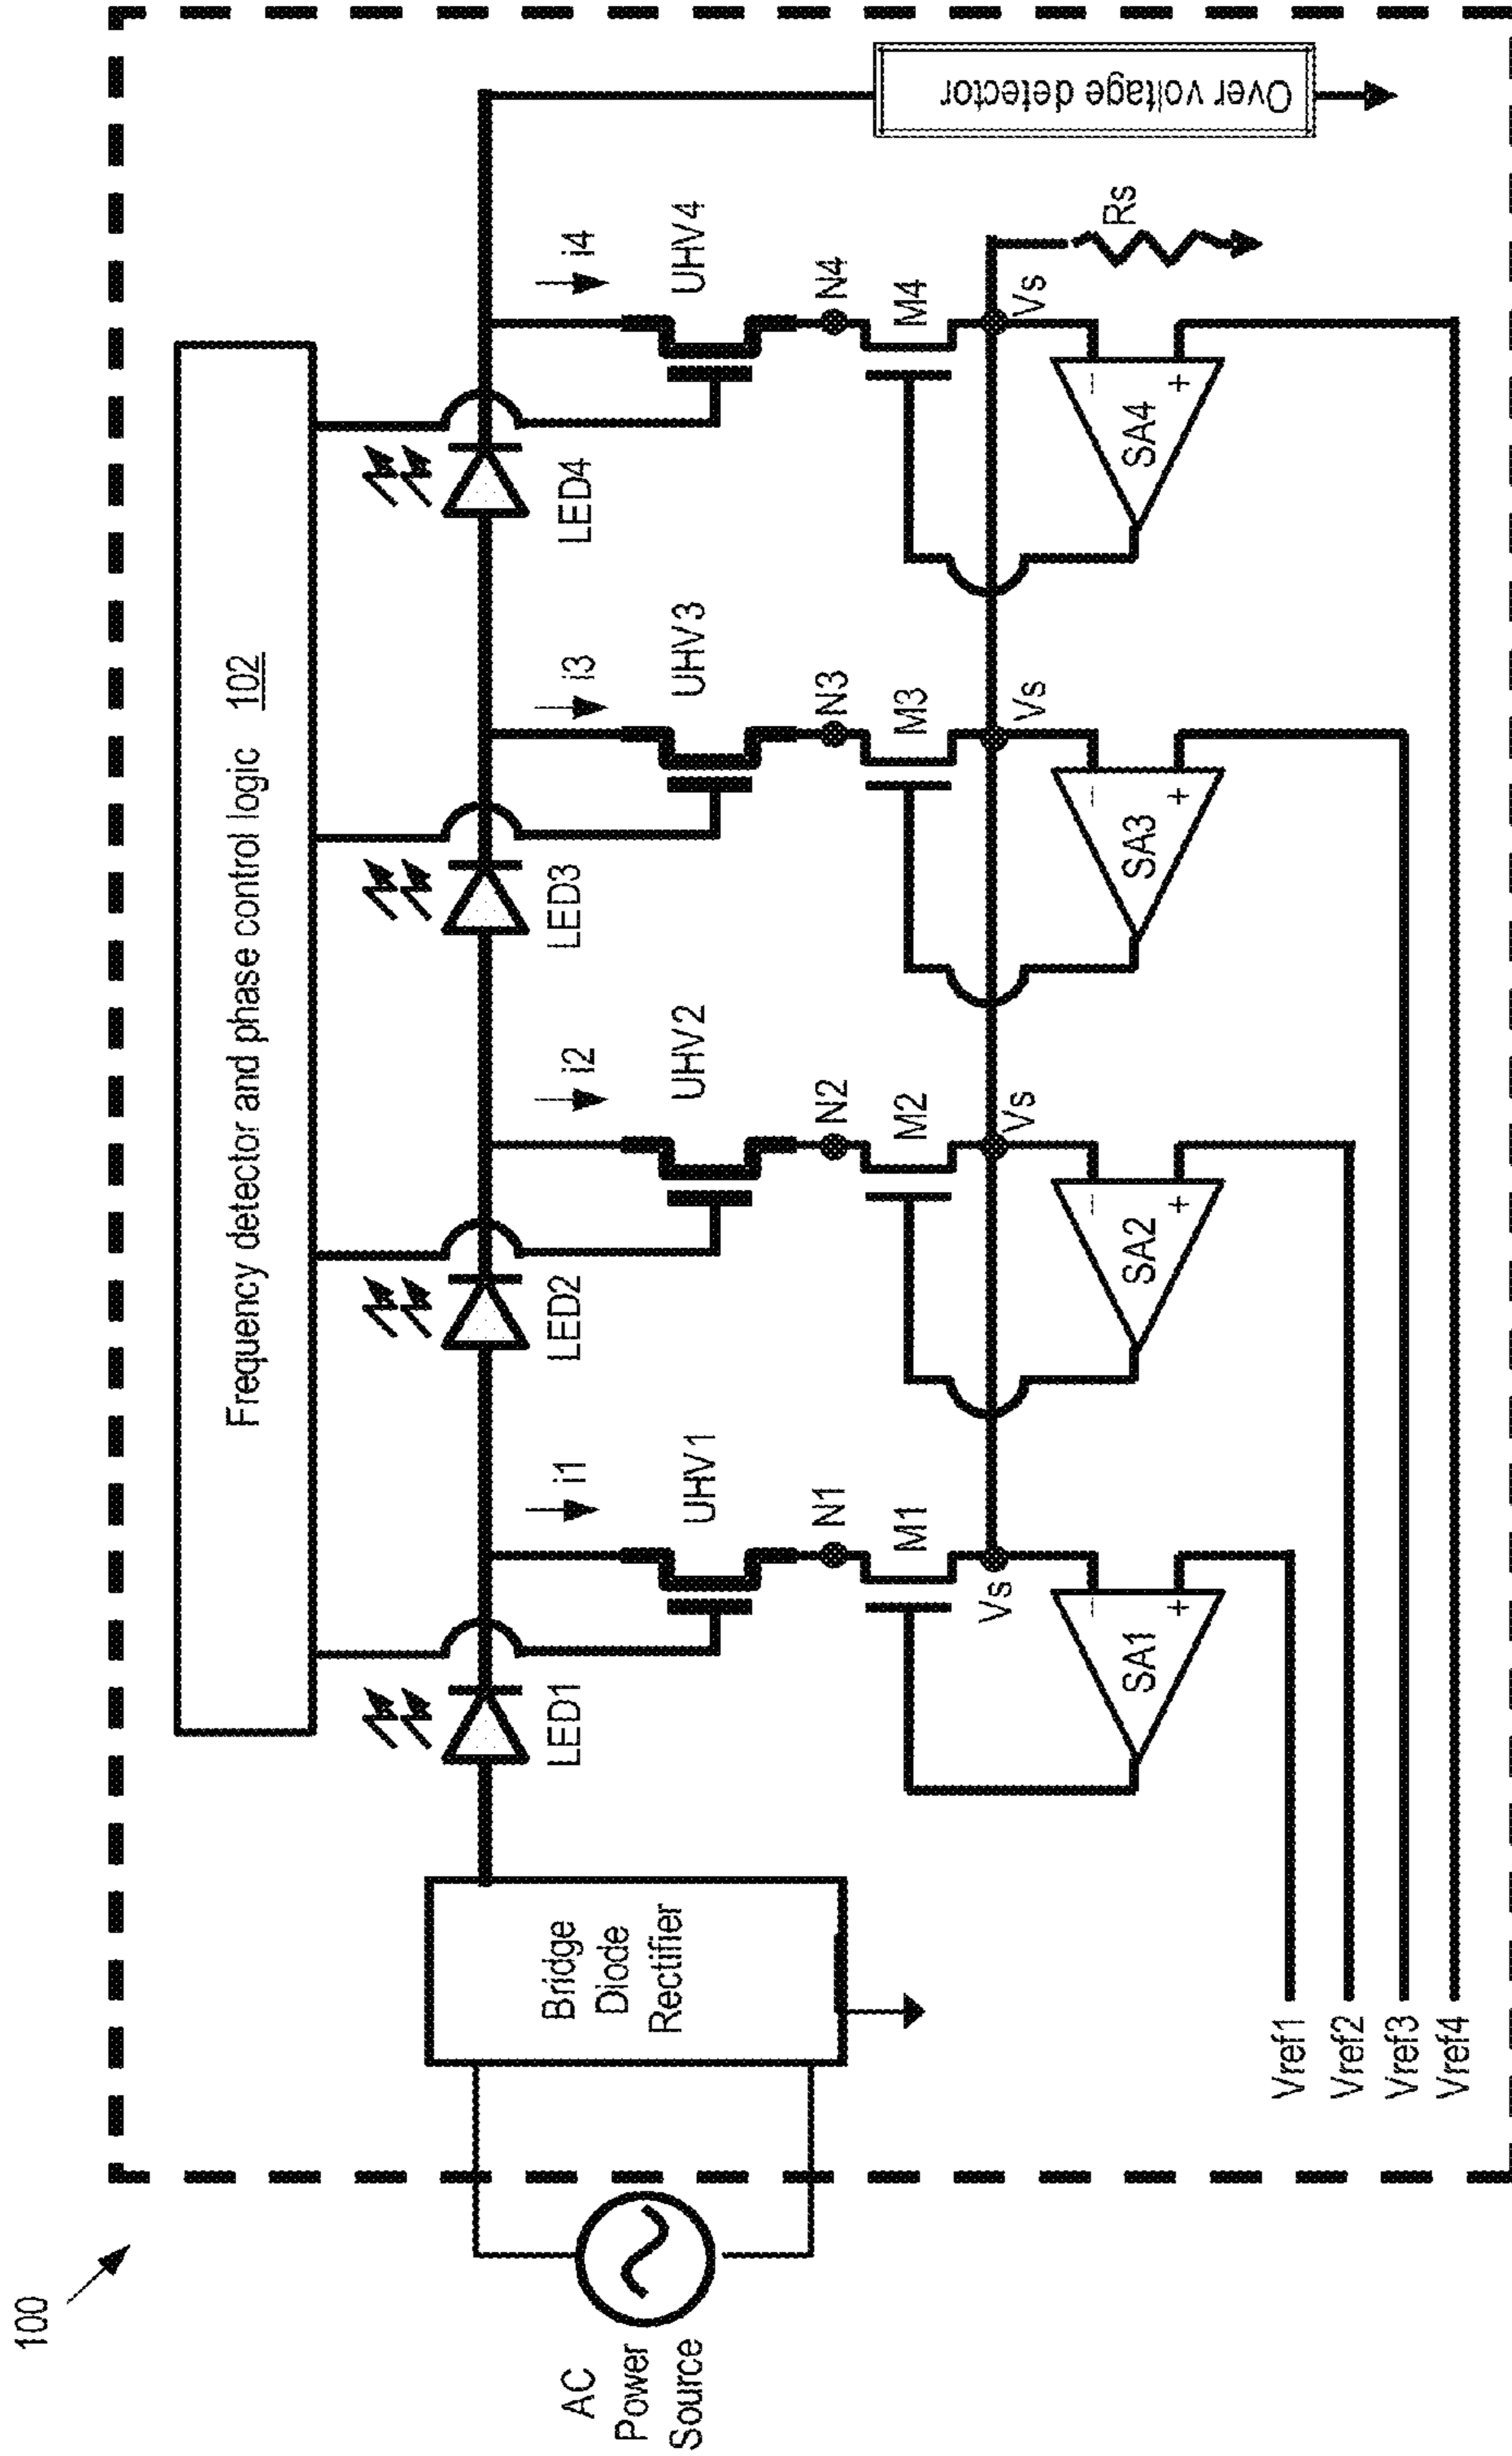 100
Frequency detector and phase control logic 102
LED1
LED2
LED3
LED4
i1
i2
i3
i4
UHV1
UHV2
UHV3
UHV4
Over voltage detector
AC
Power
Source
Bridge
Diode
Rectifier
N1
N2
N3
N4
M1
M2
M3
M4
Vs
Vs
Vs
Vs
Rs
− 
+
SA1
−
+
SA2
−
+
SA3
−
+
SA4
Vref1
Vref2
Vref3
Vref4